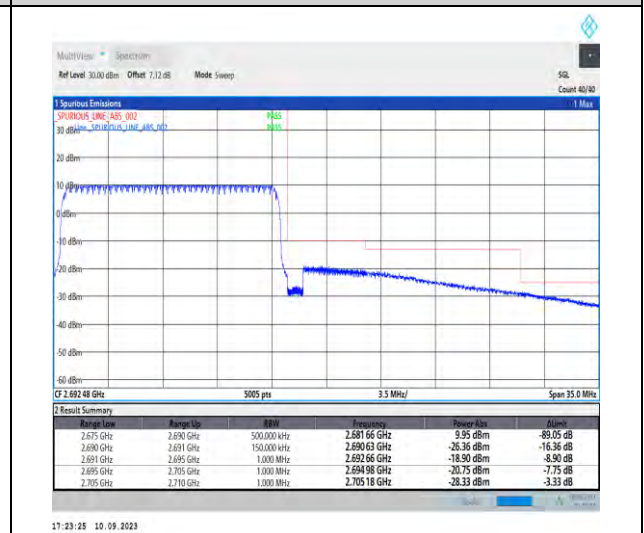 MultiView Spectrum
Ref Level 30.00 dBm Offset 7.12 dB Mode Sweep SGL
Count 40/40
1 Spurious Emissions 1 Max
SPURIOUS_LINE_ABS_002 PASS
30 dBm Line _SPURIOUS_LINE_ABS_002 PASS
20 dBm
10 dBm
0 dBm
-10 dBm
-20 dBm
-30 dBm
-40 dBm
-50 dBm
-60 dBm
CF 2.692 48 GHz 5005 pts 3.5 MHz/ Span 35.0 MHz
2 Result Summary
Range Low Range Up RBW Frequency Power Abs ΔLimit
2.675 GHz 2.690 GHz 500.000 kHz 2.681 66 GHz 9.95 dBm -89.05 dB
2.690 GHz 2.691 GHz 150.000 kHz 2.690 63 GHz -26.36 dBm -16.36 dB
2.691 GHz 2.695 GHz 1.000 MHz 2.692 66 GHz -18.90 dBm -8.90 dB
2.695 GHz 2.705 GHz 1.000 MHz 2.694 98 GHz -20.75 dBm -7.75 dB
2.705 GHz 2.710 GHz 1.000 MHz 2.705 18 GHz -28.33 dBm -3.33 dB
17:23:25 10.09.2023